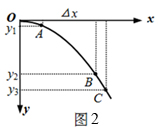 O Δx x
y₁ A
y₂ B
y₃ C
y
图2